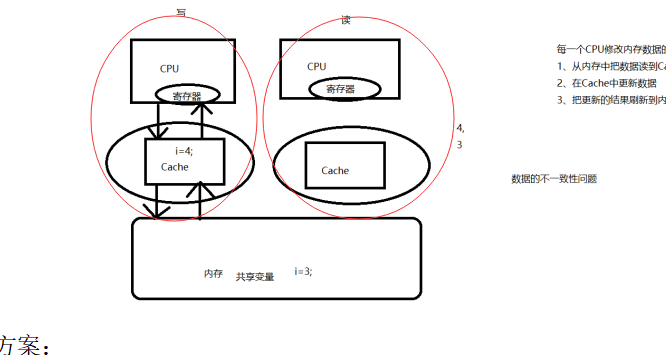 写
读
每一个CPU修改内存数据的
CPU
CPU
1、从内存中把数据读到Ca
寄存器
寄存器
2、在Cache中更新数据
3、把更新的结果刷新到内
4,
3
i=4;
Cache
Cache
数据的不一致性问题
内存 共享变量 i=3;
方案：